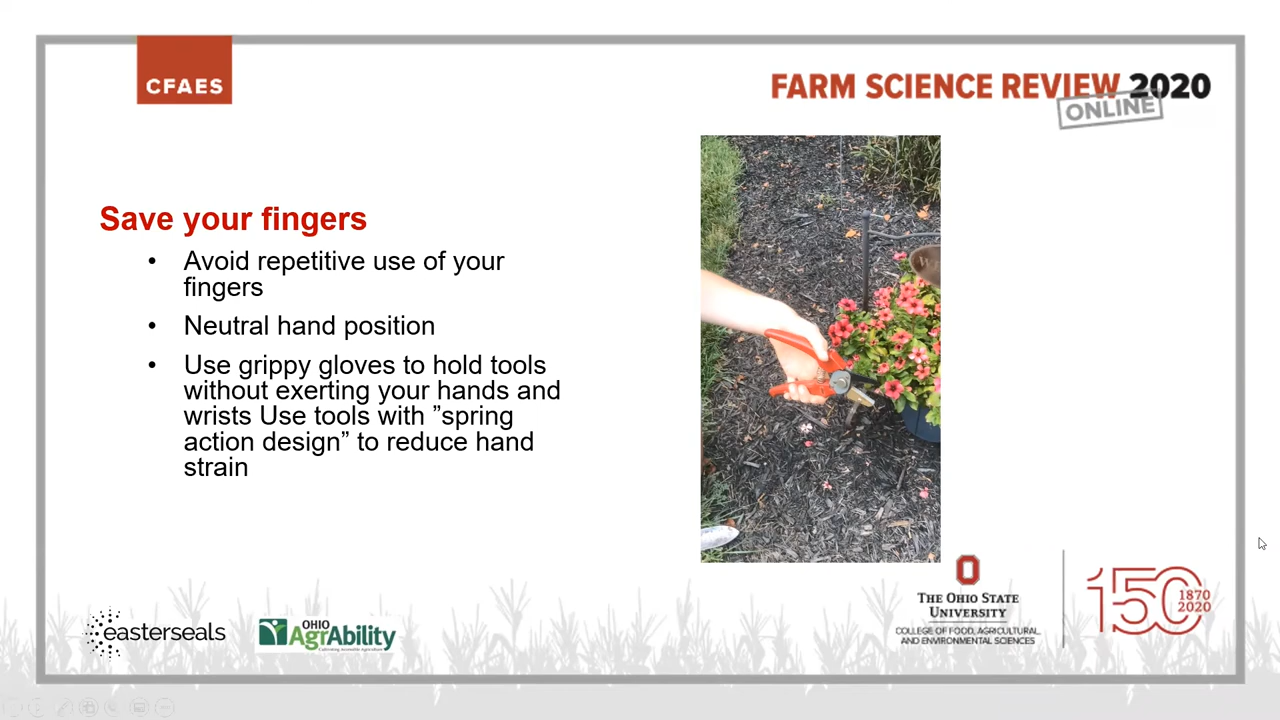 CFAES
FARM SCIENCE REVIEW 2020
ONLINE
Save your fingers
• Avoid repetitive use of your
fingers
• Neutral hand position
• Use grippy gloves to hold tools
without exerting your hands and
wrists Use tools with ”spring
action design” to reduce hand
strain
easterseals
OHIO
AgrAbility
Cultivating Accessible Agriculture
THE OHIO STATE
UNIVERSITY
COLLEGE OF FOOD, AGRICULTURAL,
AND ENVIRONMENTAL SCIENCES
150
1870
2020